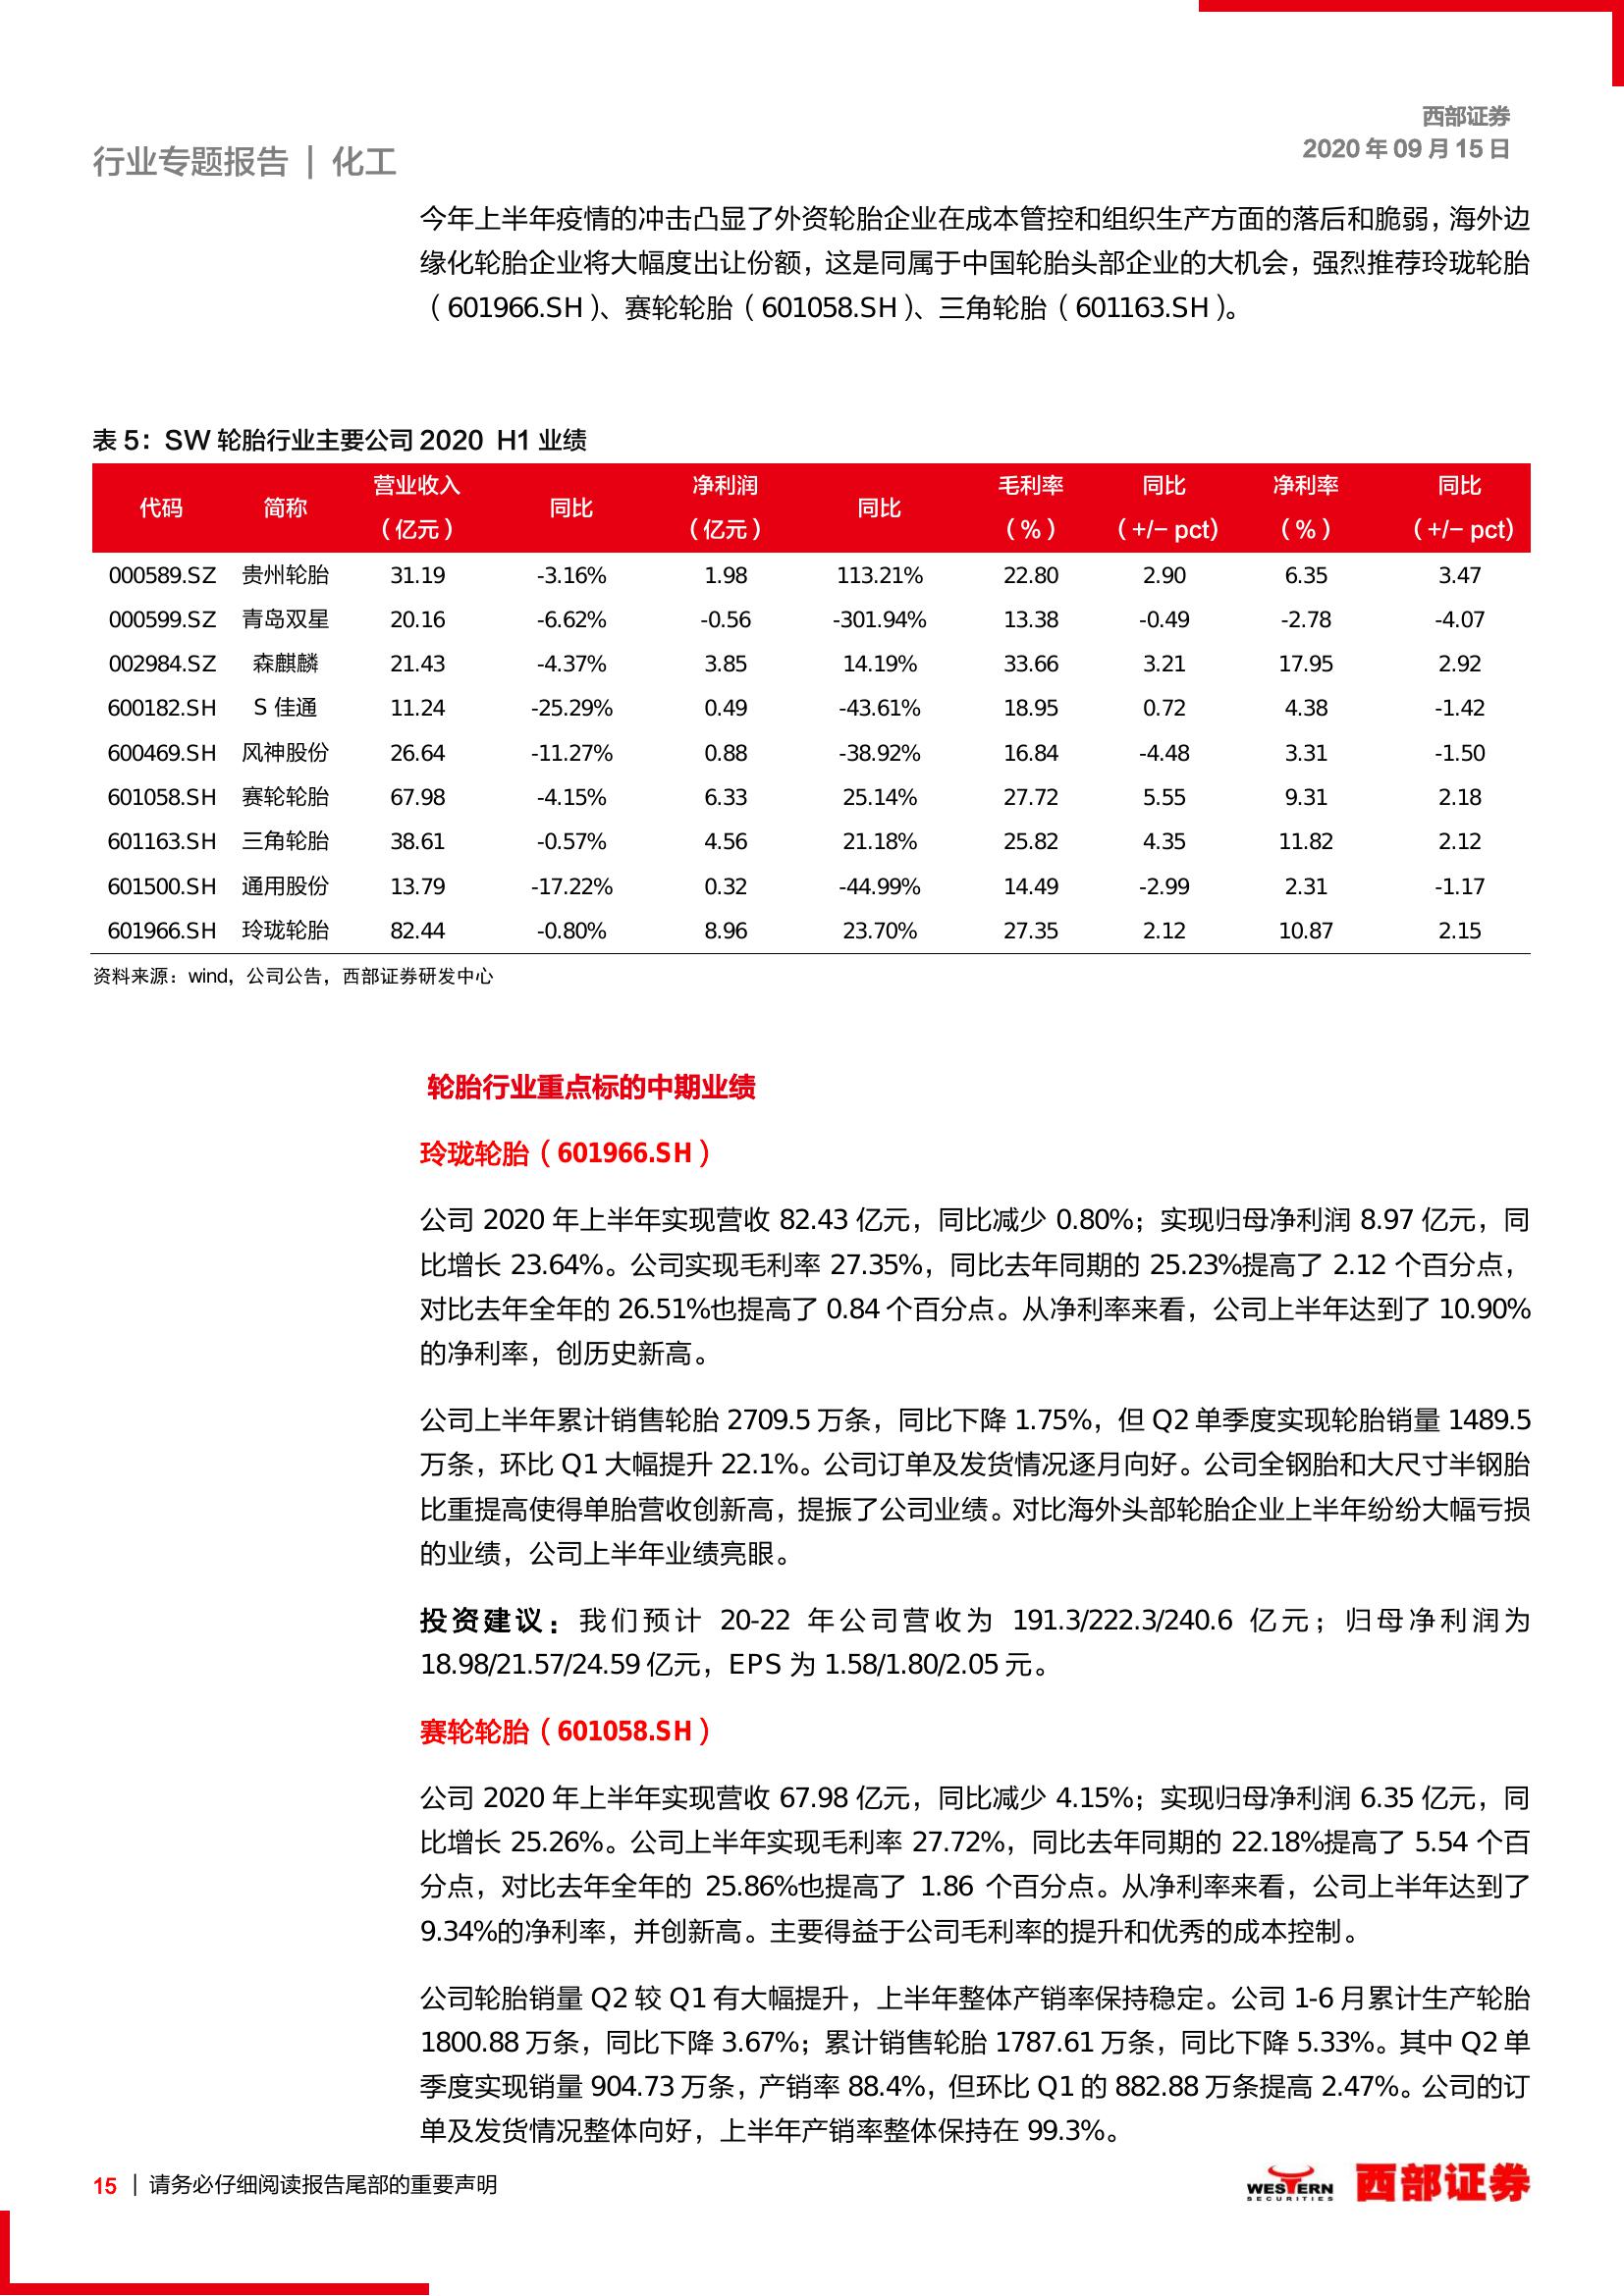 西部证券
2020 年 09 月 15 日
行业专题报告 | 化工
今年上半年疫情的冲击凸显了外资轮胎企业在成本管控和组织生产方面的落后和脆弱，海外边
缘化轮胎企业将大幅度出让份额，这是同属于中国轮胎头部企业的大机会，强烈推荐玲珑轮胎
（601966.SH）、赛轮轮胎（601058.SH）、三角轮胎（601163.SH）。
表 5：SW 轮胎行业主要公司 2020 H1 业绩
代码 简称 营业收入（亿元） 同比 净利润（亿元） 同比 毛利率（%） 同比（+/- pct) 净利率（%） 同比（+/- pct)
000589.SZ 贵州轮胎 31.19 -3.16% 1.98 113.21% 22.80 2.90 6.35 3.47
000599.SZ 青岛双星 20.16 -6.62% -0.56 -301.94% 13.38 -0.49 -2.78 -4.07
002984.SZ 森麒麟 21.43 -4.37% 3.85 14.19% 33.66 3.21 17.95 2.92
600182.SH S 佳通 11.24 -25.29% 0.49 -43.61% 18.95 0.72 4.38 -1.42
600469.SH 风神股份 26.64 -11.27% 0.88 -38.92% 16.84 -4.48 3.31 -1.50
601058.SH 赛轮轮胎 67.98 -4.15% 6.33 25.14% 27.72 5.55 9.31 2.18
601163.SH 三角轮胎 38.61 -0.57% 4.56 21.18% 25.82 4.35 11.82 2.12
601500.SH 通用股份 13.79 -17.22% 0.32 -44.99% 14.49 -2.99 2.31 -1.17
601966.SH 玲珑轮胎 82.44 -0.80% 8.96 23.70% 27.35 2.12 10.87 2.15
资料来源：wind，公司公告，西部证券研发中心
轮胎行业重点标的中期业绩
玲珑轮胎（601966.SH）
公司 2020 年上半年实现营收 82.43 亿元，同比减少 0.80%；实现归母净利润 8.97 亿元，同
比增长 23.64%。公司实现毛利率 27.35%，同比去年同期的 25.23%提高了 2.12 个百分点，
对比去年全年的 26.51%也提高了 0.84 个百分点。从净利率来看，公司上半年达到了 10.90%
的净利率，创历史新高。
公司上半年累计销售轮胎 2709.5 万条，同比下降 1.75%，但 Q2 单季度实现轮胎销量 1489.5
万条，环比 Q1 大幅提升 22.1%。公司订单及发货情况逐月向好。公司全钢胎和大尺寸半钢胎
比重提高使得单胎营收创新高，提振了公司业绩。对比海外头部轮胎企业上半年纷纷大幅亏损
的业绩，公司上半年业绩亮眼。
投资建议：我们预计 20-22 年公司营收为 191.3/222.3/240.6 亿元；归母净利润为
18.98/21.57/24.59 亿元，EPS 为 1.58/1.80/2.05 元。
赛轮轮胎（601058.SH）
公司 2020 年上半年实现营收 67.98 亿元，同比减少 4.15%；实现归母净利润 6.35 亿元，同
比增长 25.26%。公司上半年实现毛利率 27.72%，同比去年同期的 22.18%提高了 5.54 个百
分点，对比去年全年的 25.86%也提高了 1.86 个百分点。从净利率来看，公司上半年达到了
9.34%的净利率，并创新高。主要得益于公司毛利率的提升和优秀的成本控制。
公司轮胎销量 Q2 较 Q1 有大幅提升，上半年整体产销率保持稳定。公司 1-6 月累计生产轮胎
1800.88 万条，同比下降 3.67%；累计销售轮胎 1787.61 万条，同比下降 5.33%。其中 Q2 单
季度实现销量 904.73 万条，产销率 88.4%，但环比 Q1 的 882.88 万条提高 2.47%。公司的订
单及发货情况整体向好，上半年产销率整体保持在 99.3%。
15 | 请务必仔细阅读报告尾部的重要声明
WESTERN
SECURITIES
西部证券